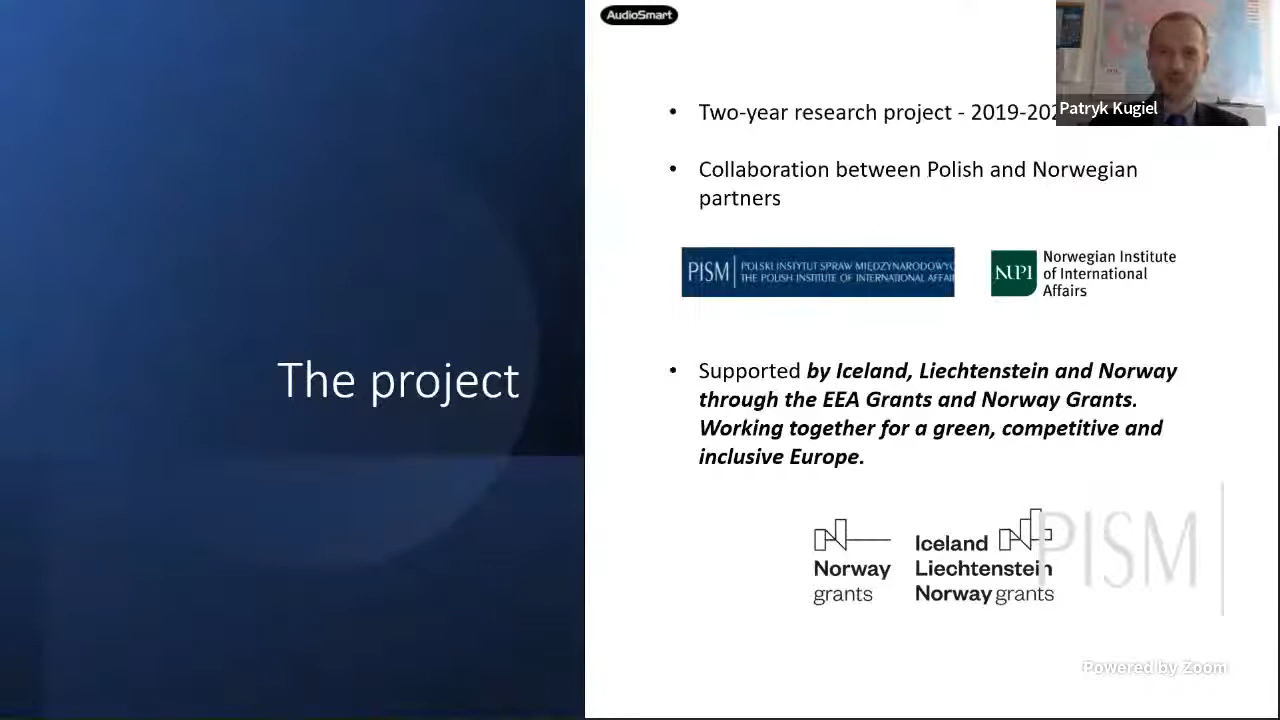 AudioSmart
Patryk Kugiel
• Two-year research project - 2019-202
• Collaboration between Polish and Norwegian
partners
PISM POLSKI INSTYTUT SPRAW MIĘDZYNARODOWYC
THE POLISH INSTITUTE OF INTERNATIONAL AFFAI
NUPI
Norwegian Institute
of International
Affairs
The project
• Supported by Iceland, Liechtenstein and Norway
through the EEA Grants and Norway Grants.
Working together for a green, competitive and
inclusive Europe.
Norway
grants
Iceland
Liechtenstein
Norway grants
PISM
Powered by Zoom